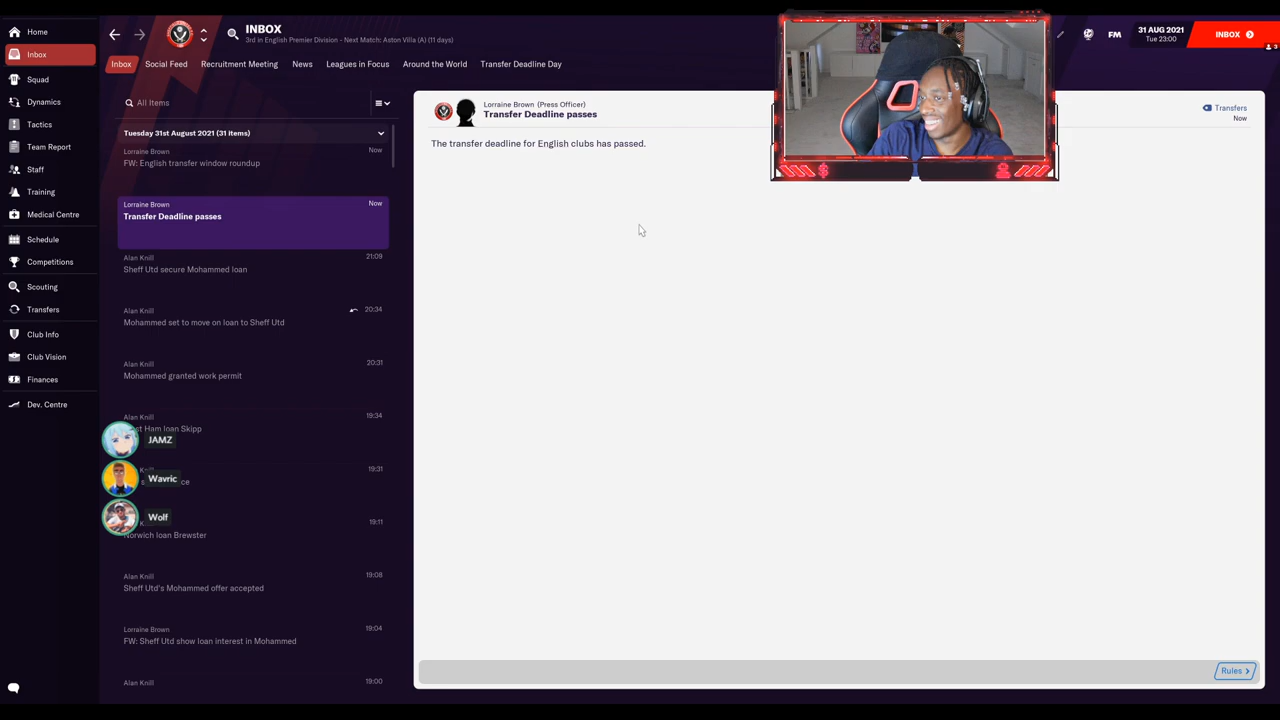 Home
Inbox
Squad
Dynamics
Tactics
Team Report
Staff
Training
Medical Centre
Schedule
Competitions
Scouting
Transfers
Club Info
Club Vision
Finances
Dev. Centre
INBOX
3rd in English Premier Division - Next Match: Aston Villa (A) (11 days)
FM
31 AUG 2021
Tue 23:00
INBOX
3
Inbox
Social Feed
Recruitment Meeting
News
Leagues in Focus
Around the World
Transfer Deadline Day
All Items
Tuesday 31st August 2021 (31 Items)
Lorraine Brown
Now
FW: English transfer window roundup
Lorraine Brown
Now
Transfer Deadline passes
Alan Knill
21:09
Sheff Utd secure Mohammed loan
Alan Knill
20:34
Mohammed set to move on loan to Sheff Utd
Alan Knill
20:31
Mohammed granted work permit
Alan Knill
19:34
Ham loan Skipp
JAMZ
19:31
Wavric
Wolf
19:11
Norwich loan Brewster
Alan Knill
19:08
Sheff Utd's Mohammed offer accepted
Lorraine Brown
19:04
FW: Sheff Utd show loan interest in Mohammed
Alan Knill
19:00
Lorraine Brown (Press Officer)
Transfer Deadline passes
Transfers
Now
The transfer deadline for English clubs has passed.
Rules